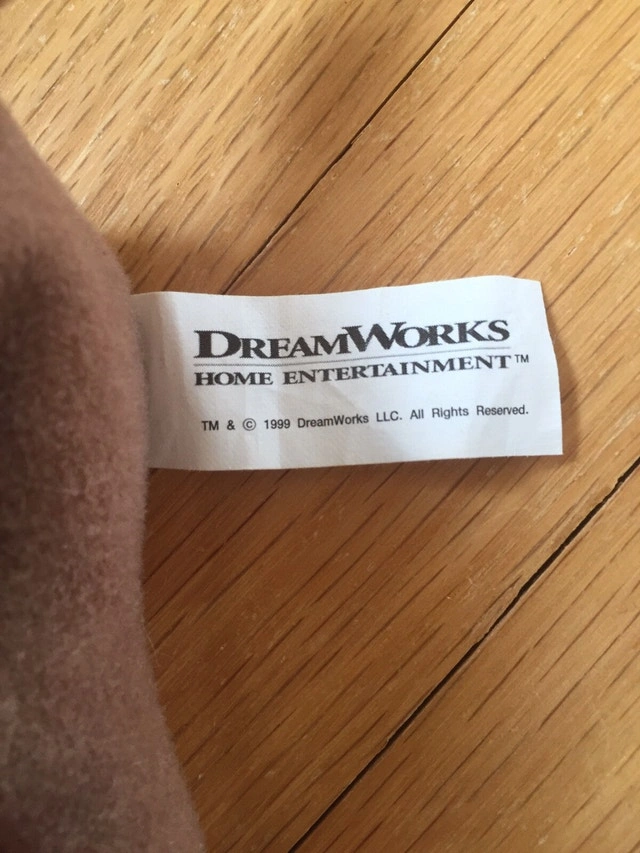 DREAMWORKS
HOME ENTERTAINMENT™
TM & © 1999 DreamWorks LLC. All Rights Reserved.